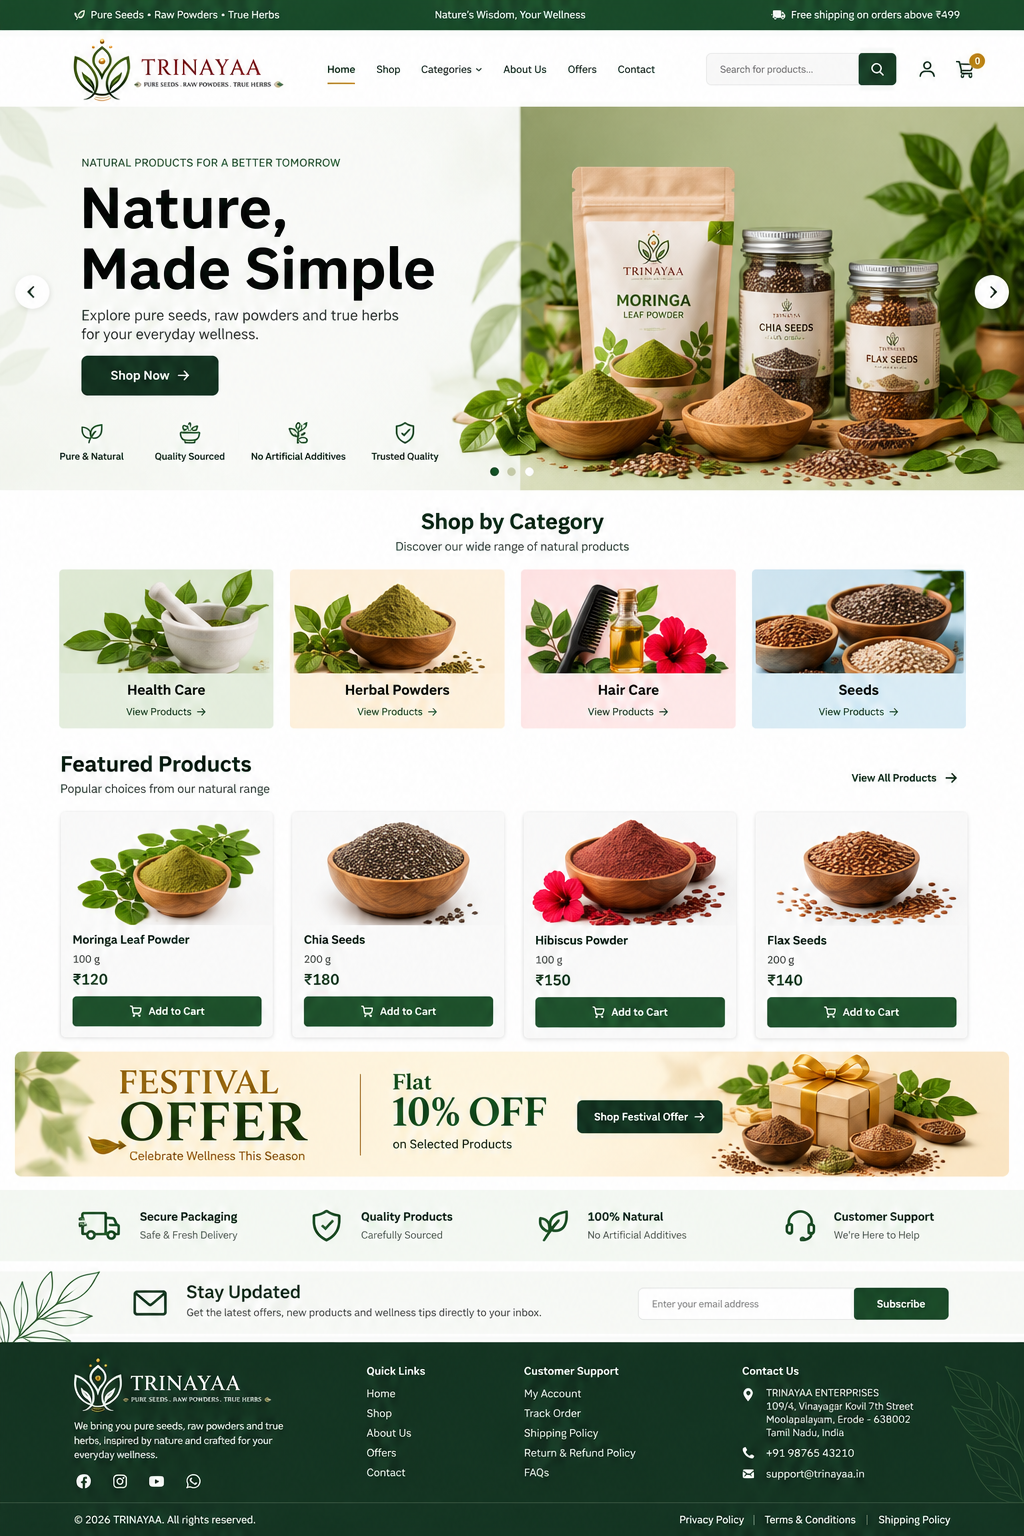 Pure Seeds • Raw Powders • True Herbs
Nature's Wisdom, Your Wellness
Free shipping on orders above ₹499
TRINAYAA
PURE SEEDS . RAW POWDERS . TRUE HERBS
Home
Shop
Categories
About Us
Offers
Contact
Search for products...
0
NATURAL PRODUCTS FOR A BETTER TOMORROW
Nature,
Made Simple
Explore pure seeds, raw powders and true herbs
for your everyday wellness.
Shop Now →
Pure & Natural
Quality Sourced
No Artificial Additives
Trusted Quality
TRINAYAA
MORINGA
LEAF POWDER
TRINAYAA
CHIA SEEDS
TRINAYAA
FLAX SEEDS
Shop by Category
Discover our wide range of natural products
Health Care
View Products →
Herbal Powders
View Products →
Hair Care
View Products →
Seeds
View Products →
Featured Products
Popular choices from our natural range
View All Products →
Moringa Leaf Powder
100 g
₹120
Add to Cart
Chia Seeds
200 g
₹180
Add to Cart
Hibiscus Powder
100 g
₹150
Add to Cart
Flax Seeds
200 g
₹140
Add to Cart
FESTIVAL
OFFER
Celebrate Wellness This Season
Flat
10% OFF
on Selected Products
Shop Festival Offer →
Secure Packaging
Safe & Fresh Delivery
Quality Products
Carefully Sourced
100% Natural
No Artificial Additives
Customer Support
We're Here to Help
Stay Updated
Get the latest offers, new products and wellness tips directly to your inbox.
Enter your email address
Subscribe
TRINAYAA
PURE SEEDS . RAW POWDERS . TRUE HERBS
We bring you pure seeds, raw powders and true
herbs, inspired by nature and crafted for your
everyday wellness.
Quick Links
Home
Shop
About Us
Offers
Contact
Customer Support
My Account
Track Order
Shipping Policy
Return & Refund Policy
FAQs
Contact Us
TRINAYAA ENTERPRISES
109/4, Vinayagar Kovil 7th Street
Moolapalayam, Erode - 638002
Tamil Nadu, India
+91 98765 43210
support@trinayaa.in
© 2026 TRINAYAA. All rights reserved.
Privacy Policy | Terms & Conditions | Shipping Policy